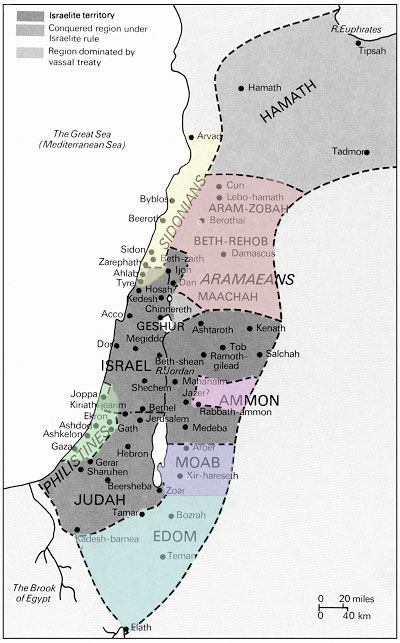 Israelite territory
Conquered region under
Israelite rule
Region dominated by
vassal treaty
R.Euphrates
Tipsah
Hamath
HAMATH
The Great Sea
(Mediterranean Sea)
Arvad
Tadmor
Cun
Lebo-hamath
ARAM-ZOBAH
Byblos
Beeroth
Berothai
SIDONIANS
BETH-REHOB
Sidon
Damascus
Zarephath
Beth-zaith
Ahlab
Ijon
ARAMAEANS
Tyre
Dan
Hosah
MAACHAH
Kedesh
Chinnereth
Acco
GESHUR
Ashtaroth
Kenath
Megiddo
Dor
Tob
Beth-shean
Ramoth-
gilead
Salchah
ISRAEL
R.Jordan
Mahanaim
Shechem
Jazer?
Joppa
AMMON
Kiriath-jearim
Bethel
Rabbath-ammon
Ekron
Jerusalem
Ashdod
Gath
Medeba
Ashkelon
Gaza
Hebron
Aroer
PHILISTINES
Gerar
MOAB
Sharuhen
Kir-hareseth
Beersheba
Zoar
JUDAH
Tamar
Bozrah
Kadesh-barnea
EDOM
Teman
The Brook
of Egypt
Elath
0 20 miles
0 40 km